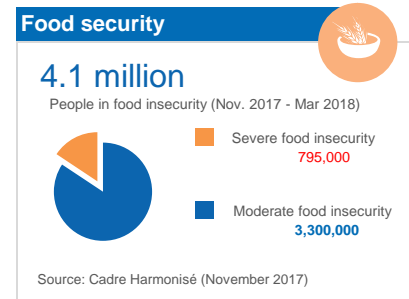 Food security
4.1 million
People in food insecurity (Nov. 2017 - Mar 2018)
Severe food insecurity
795,000
Moderate food insecurity
3,300,000
Source: Cadre Harmonisé (November 2017)